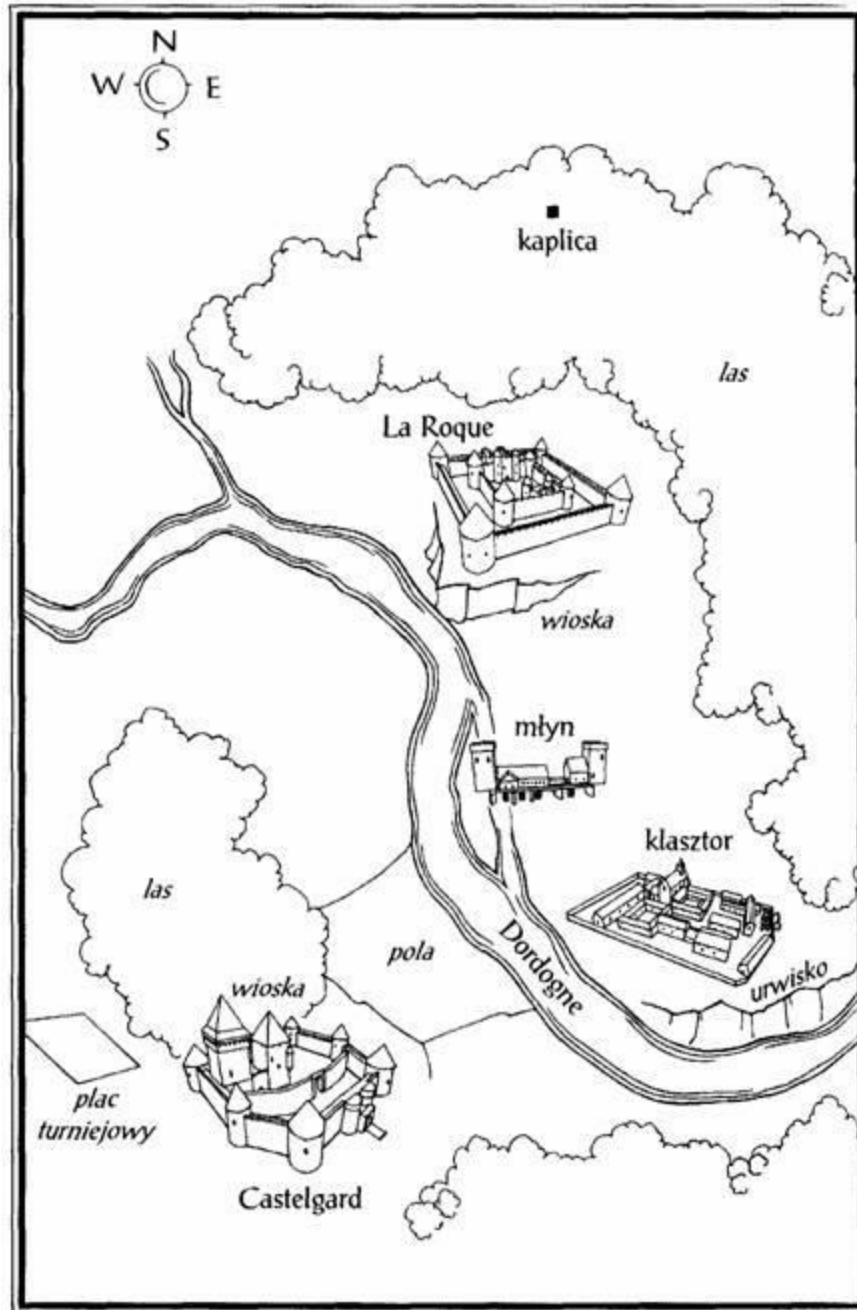 N
W E
S
kaplica
las
La Roque
wioska
młyn
klasztor
las
pola
Dordogne
urwisko
wioska
plac
turniejowy
Castelgard